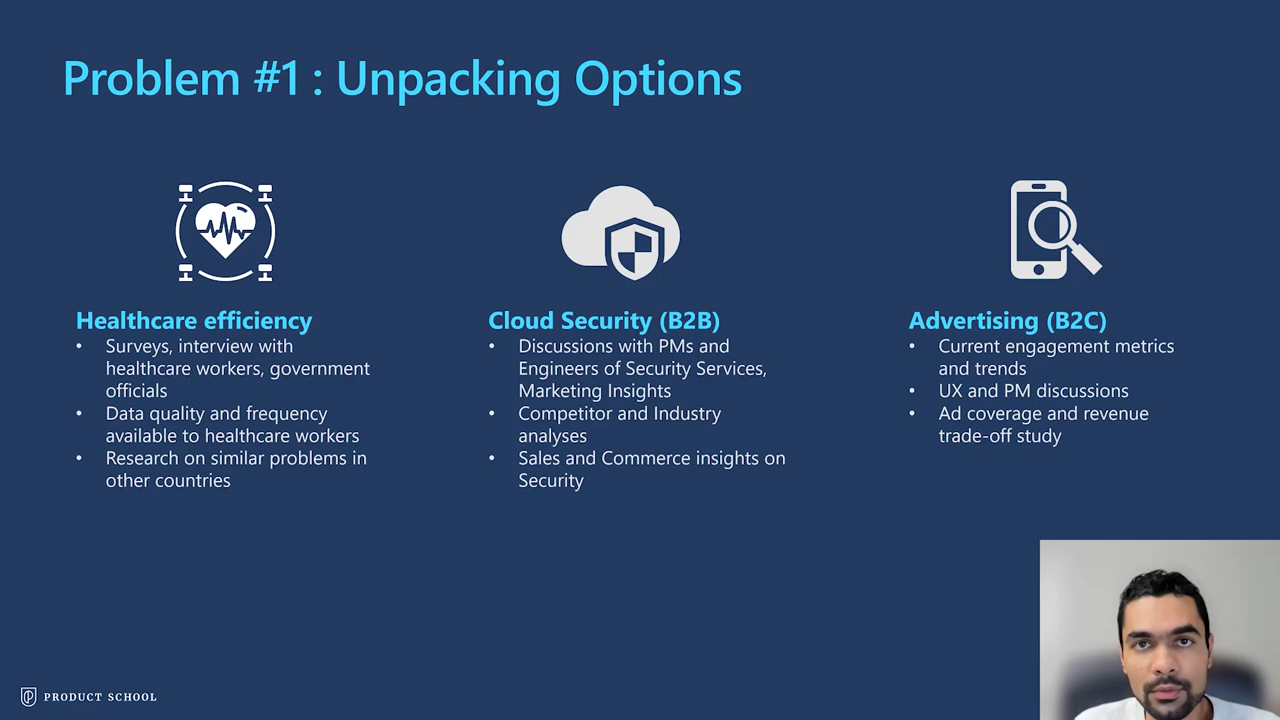 Problem #1 : Unpacking Options
Healthcare efficiency
• Surveys, interview with
healthcare workers, government
officials
• Data quality and frequency
available to healthcare workers
• Research on similar problems in
other countries
Cloud Security (B2B)
• Discussions with PMs and
Engineers of Security Services,
Marketing Insights
• Competitor and Industry
analyses
• Sales and Commerce insights on
Security
Advertising (B2C)
• Current engagement metrics
and trends
• UX and PM discussions
• Ad coverage and revenue
trade-off study
PRODUCT SCHOOL